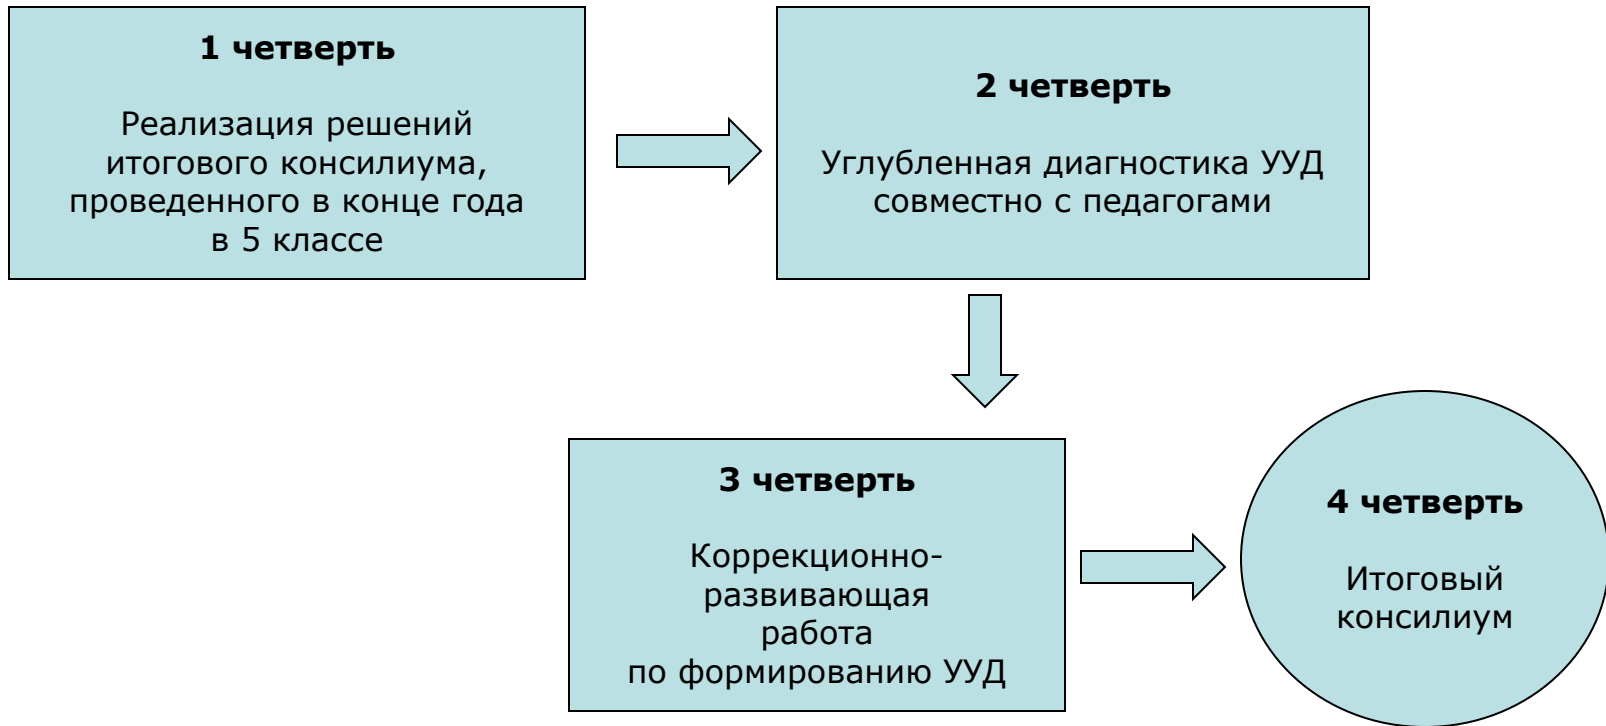 1 четверть
Реализация решений
итогового консилиума,
проведенного в конце года
в 5 классе
2 четверть
Углубленная диагностика УУД
совместно с педагогами
3 четверть
Коррекционно-
развивающая
работа
по формированию УУД
4 четверть
Итоговый
консилиум